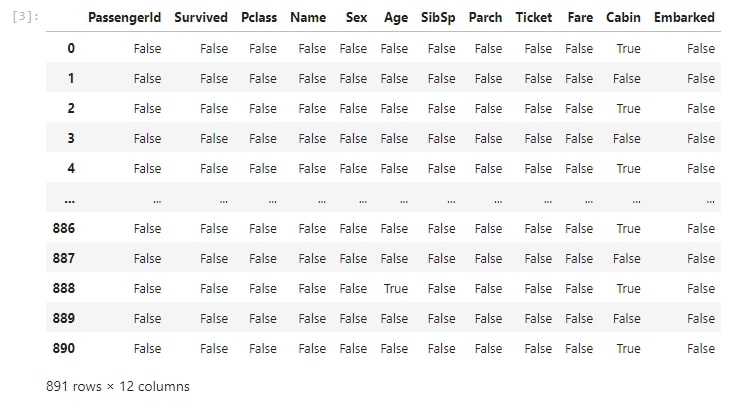 [3]:
PassengerId Survived Pclass Name Sex Age SibSp Parch Ticket Fare Cabin Embarked
0 False False False False False False False False False False True False
1 False False False False False False False False False False False False
2 False False False False False False False False False False True False
3 False False False False False False False False False False False False
4 False False False False False False False False False False True False
... ... ... ... ... ... ... ... ... ... ... ... ...
886 False False False False False False False False False False True False
887 False False False False False False False False False False False False
888 False False False False False True False False False False True False
889 False False False False False False False False False False False False
890 False False False False False False False False False False True False
891 rows × 12 columns